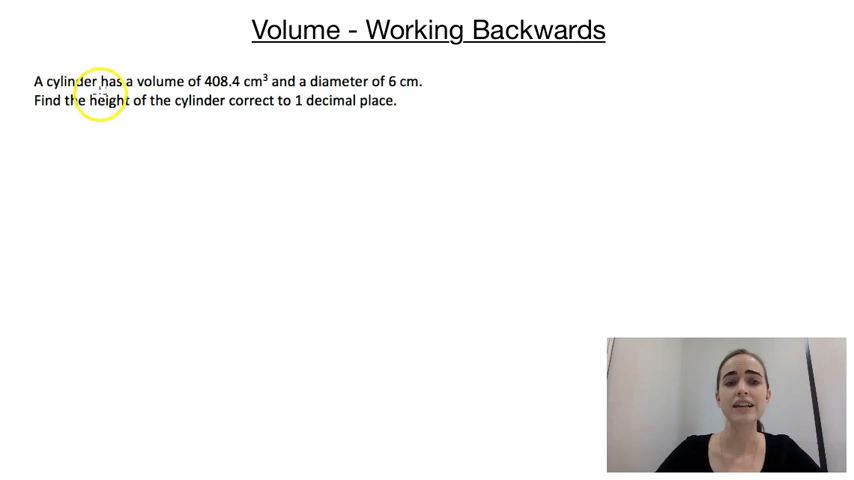 Volume - Working Backwards
A cylinder has a volume of 408.4 cm³ and a diameter of 6 cm.
Find the height of the cylinder correct to 1 decimal place.